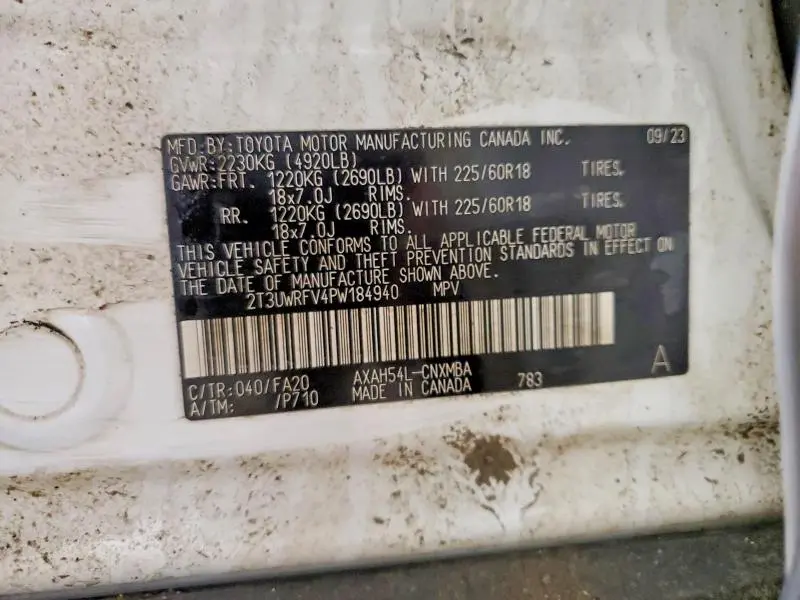 MFD.BY:TOYOTA MOTOR MANUFACTURING CANADA INC. 09/23
GVWR:2230KG (4920LB)
GAWR:FRT. 1220KG (2690LB) WITH 225/60R18 TIRES,
18x7.0J RIMS.
RR. 1220KG (2690LB) WITH 225/60R18 TIRES,
18x7.0J RIMS.
THIS VEHICLE CONFORMS TO ALL APPLICABLE FEDERAL MOTOR
VEHICLE SAFETY AND THEFT PREVENTION STANDARDS IN EFFECT ON
THE DATE OF MANUFACTURE SHOWN ABOVE.
2T3UWRFV4PW184940 MPV
C/TR:040/FA20 AXAH54L-CNXMBA A
A/TM: /P710 MADE IN CANADA 783